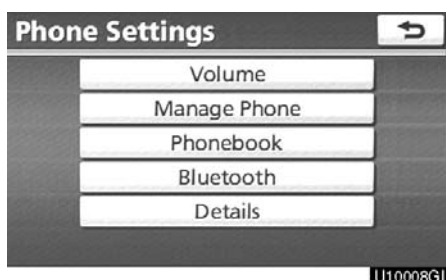 Phone Settings
Volume
Manage Phone
Phonebook
Bluetooth
Details
U10008GI